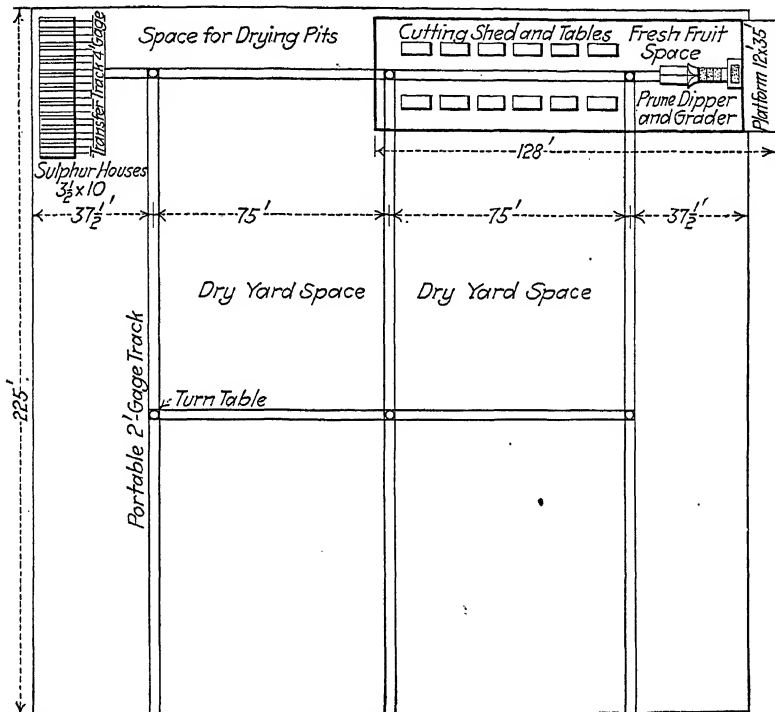 Space for Drying Pits
Cutting Shed and Tables
Fresh Fruit
Space
Transfer Track 4' Gage
Prune Dipper
and Grader
Platform 12'x35'
Sulphur Houses
3½ x 10
128'
37½'
75'
75'
37½'
Dry Yard Space
Dry Yard Space
225'
Portable 2'-Gage Track
Turn Table